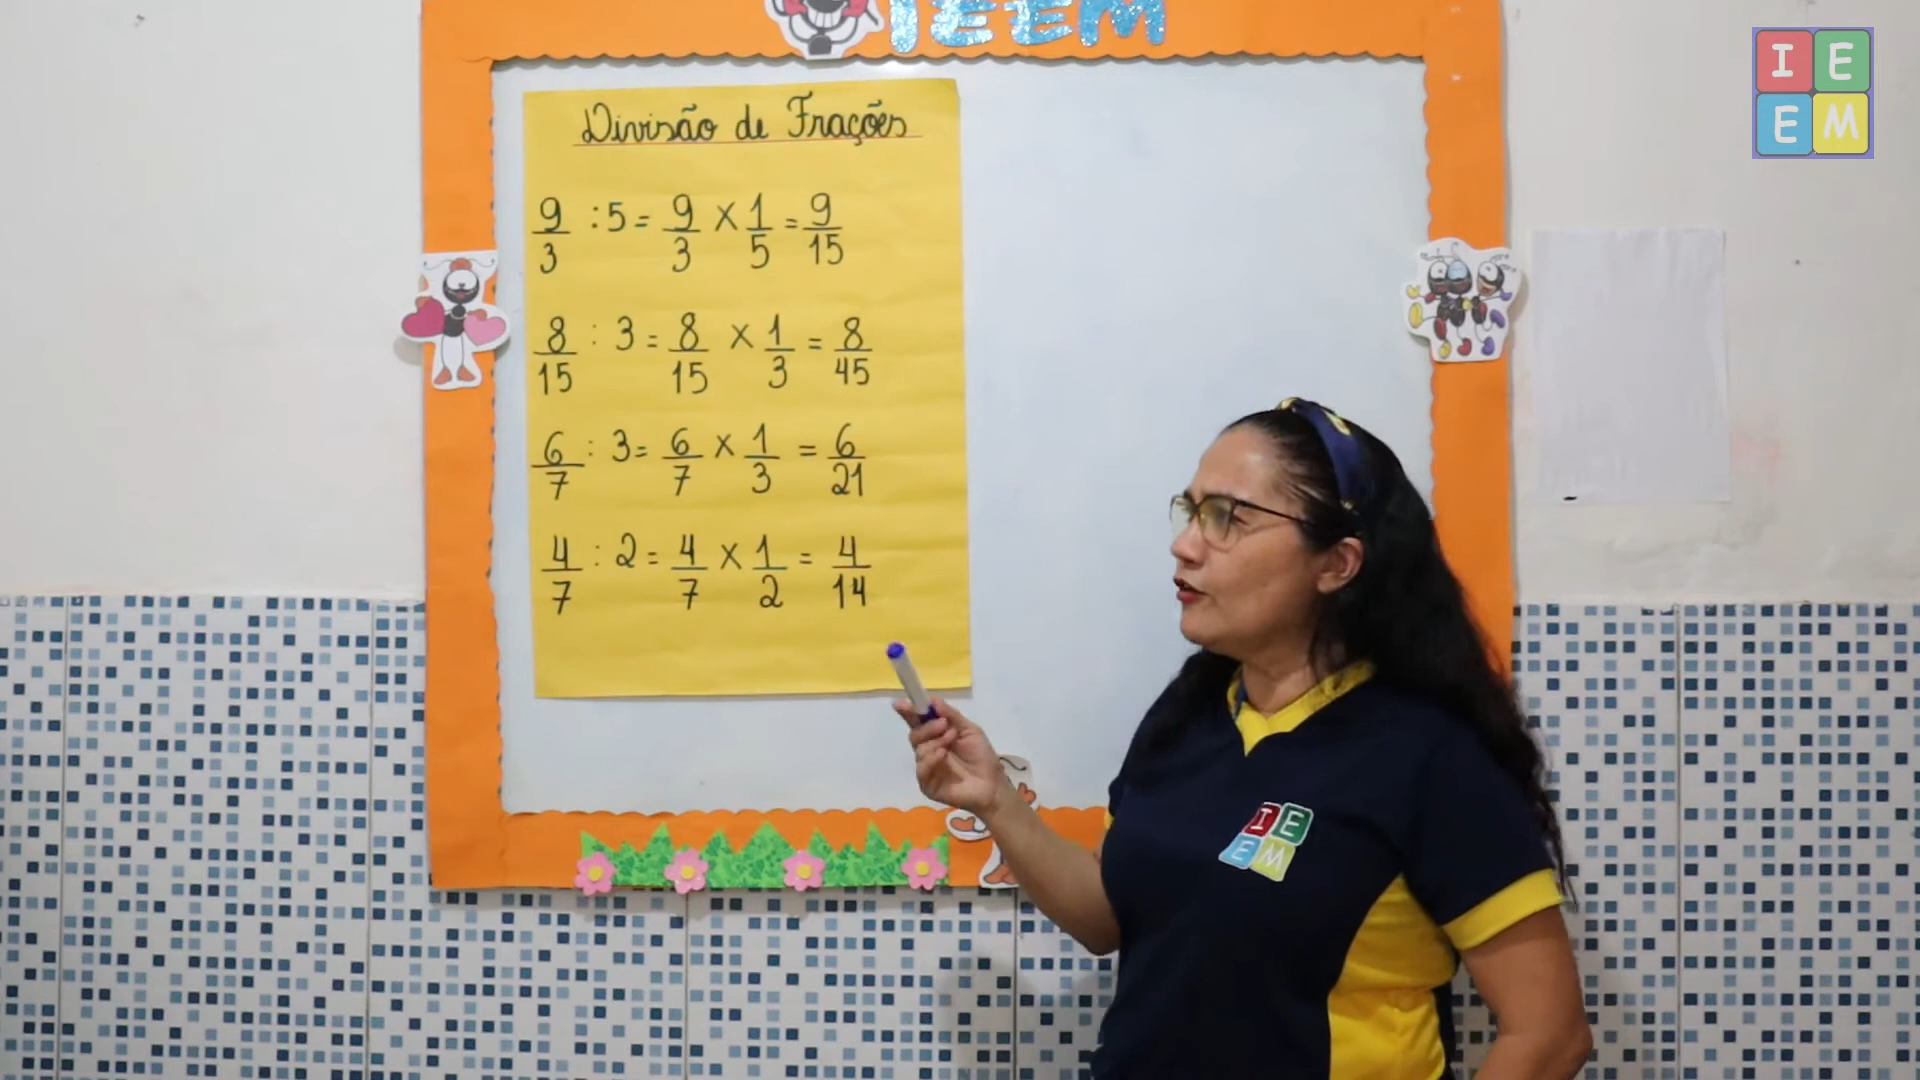 IEEM
I E
E M
Divisão de Frações
9/3 : 5 = 9/3 x 1/5 = 9/15
8/15 : 3 = 8/15 x 1/3 = 8/45
6/7 : 3 = 6/7 x 1/3 = 6/21
4/7 : 2 = 4/7 x 1/2 = 4/14
I E
E M